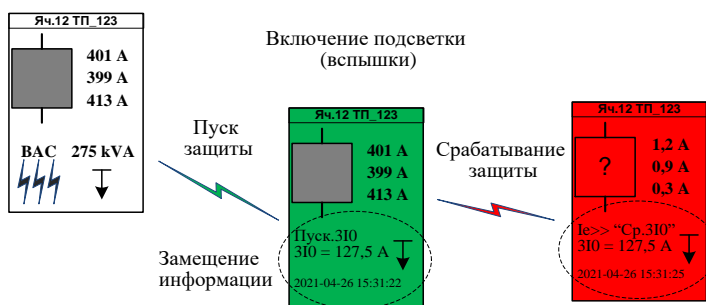 Яч.12 ТП_123
401 А
399 А
413 А
ВАС 275 kVA
Включение подсветки
(вспышки)
Пуск
защиты
Замещение
информации
Яч.12 ТП_123
401 А
399 А
413 А
Пуск.3I0
3I0 = 127,5 А
2021-04-26 15:31:22
Срабатывание
защиты
Яч.12 ТП_123
?
1,2 А
0,9 А
0,3 А
Ie>> “Ср.3I0”
3I0 = 127,5 А
2021-04-26 15:31:25